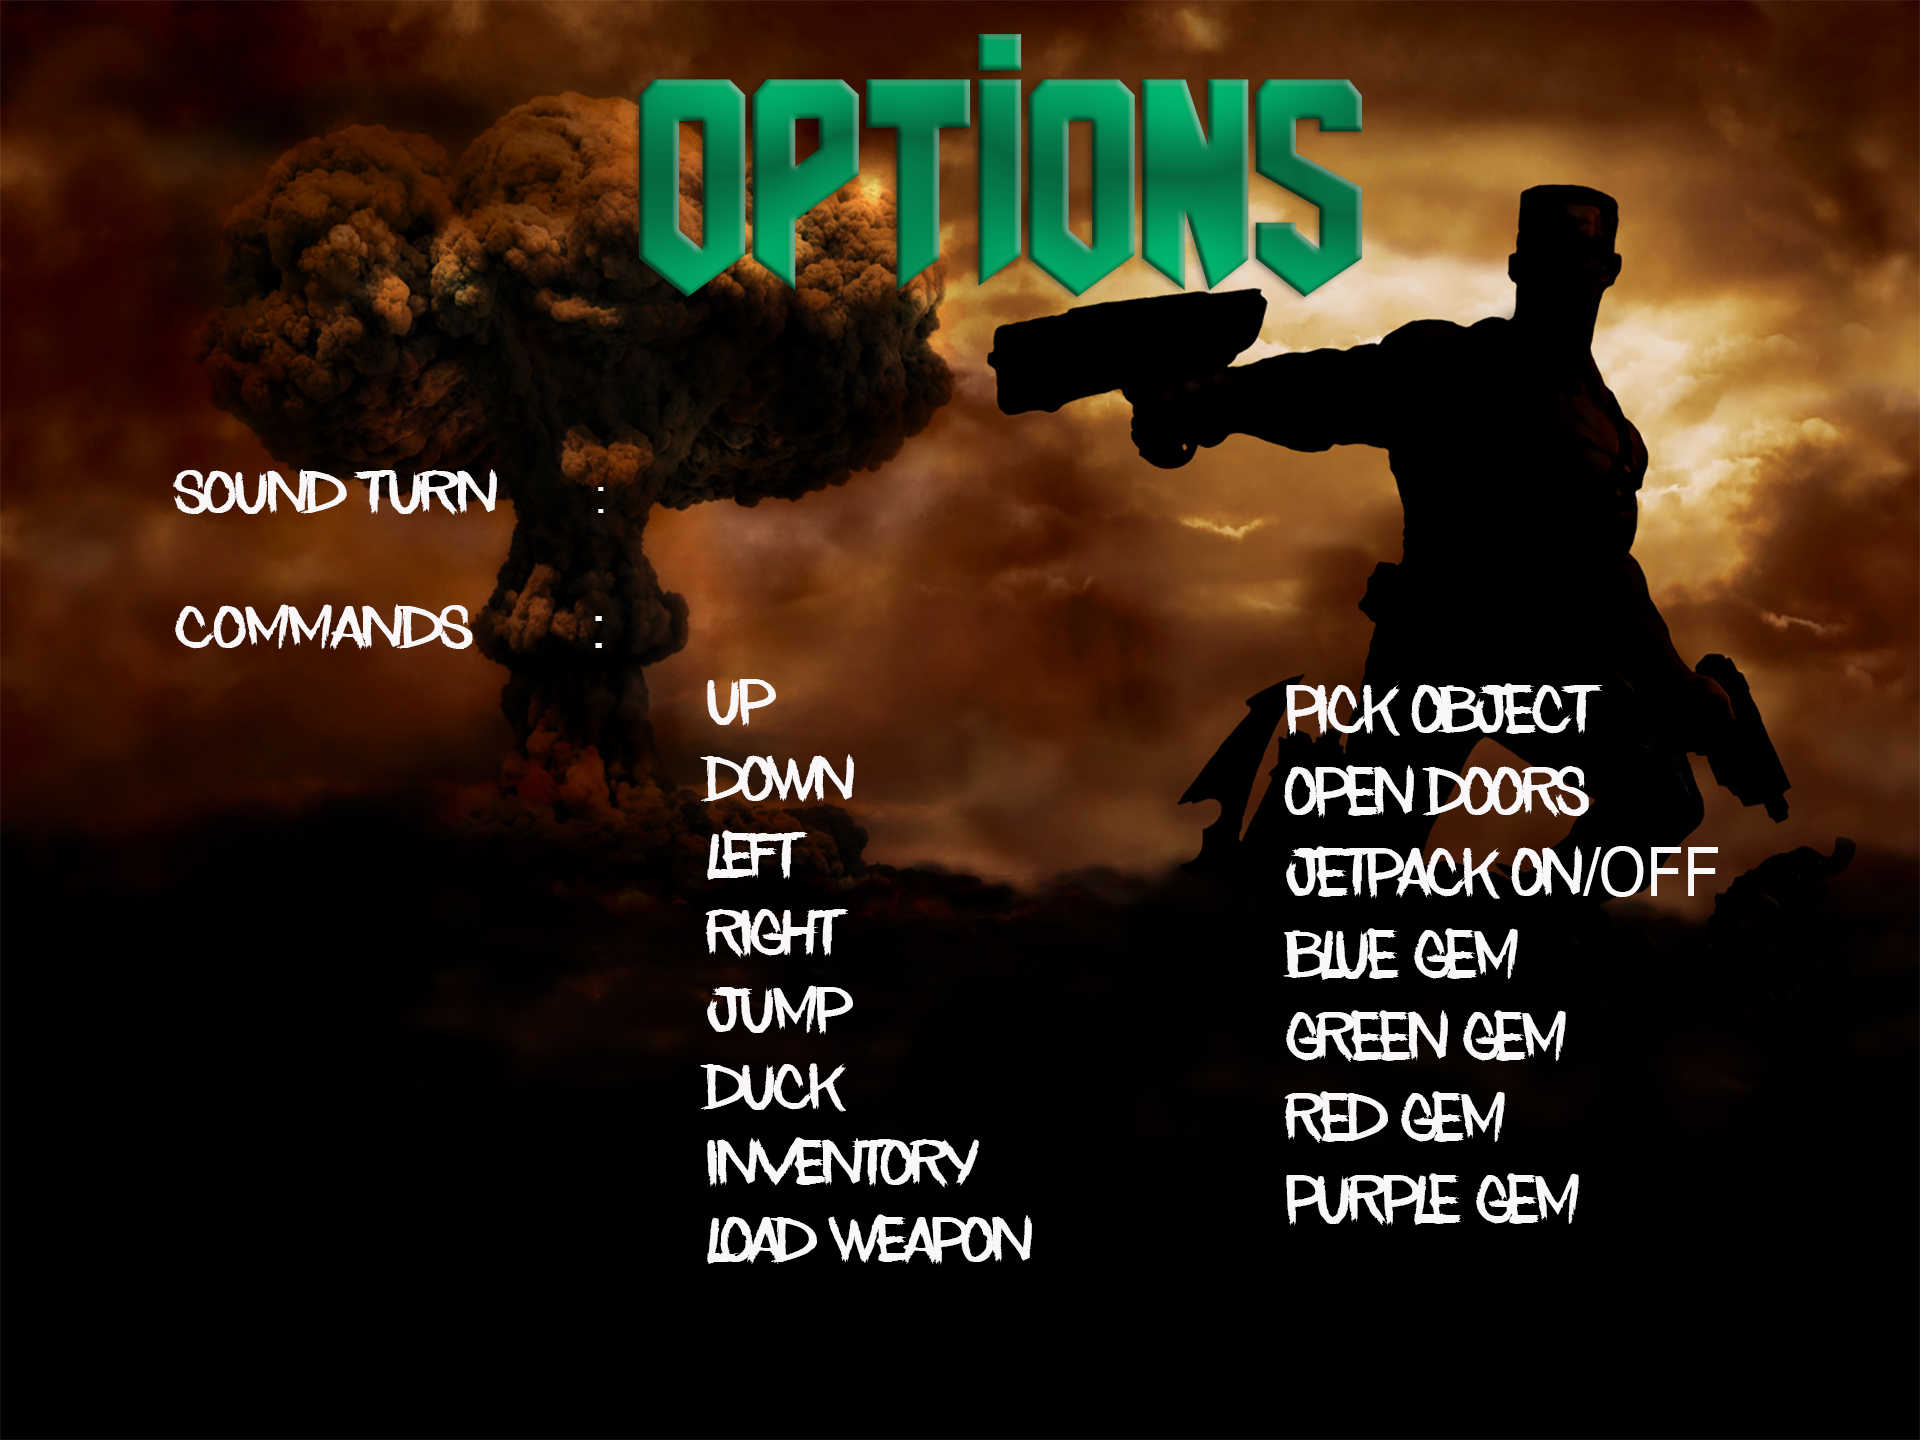 OPTiONS
SOUND TURN :
COMMANDS :
UP
DOWN
LEFT
RIGHT
JUMP
DUCK
INVENTORY
LOAD WEAPON
PICK OBJECT
OPEN DOORS
JETPACK ON/OFF
BLUE GEM
GREEN GEM
RED GEM
PURPLE GEM